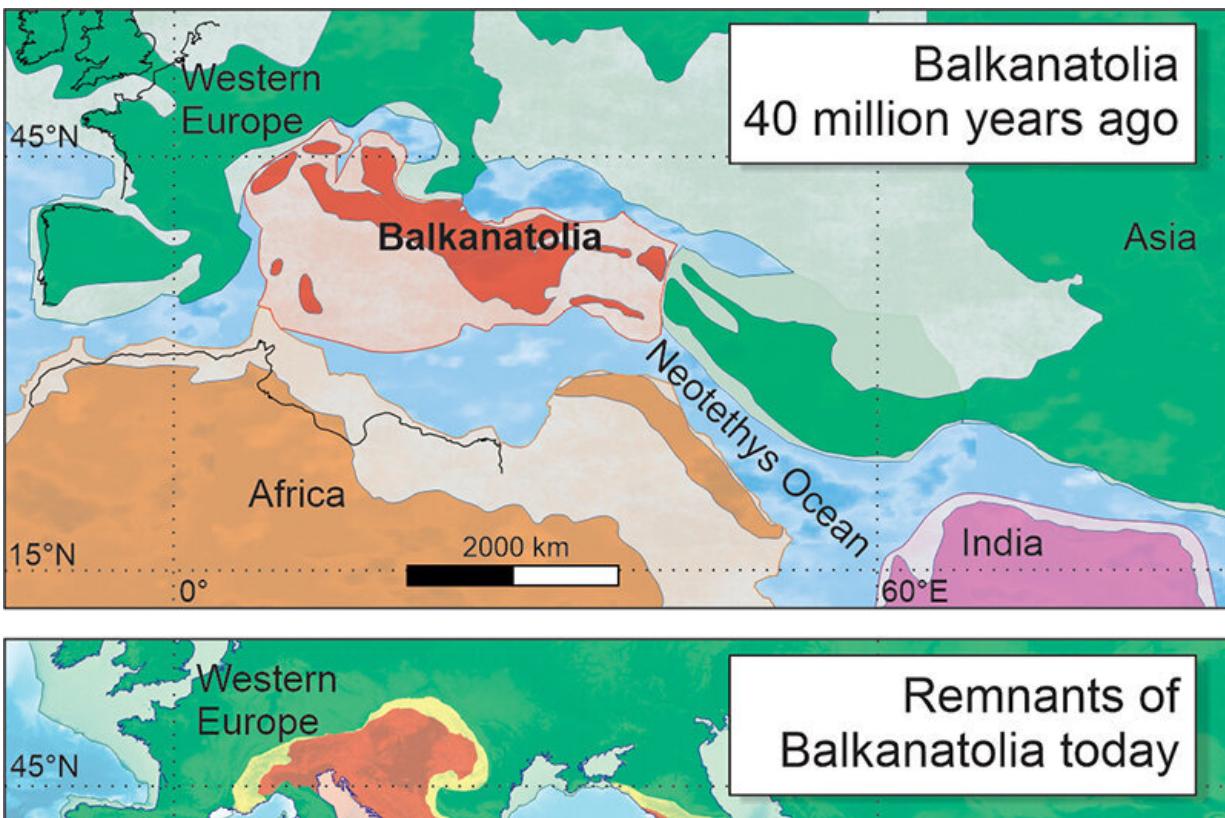 Balkanatolia
40 million years ago
Western
Europe
45°N
Balkanatolia
Asia
Neotethys Ocean
Africa
2000 km
India
15°N
0°
60°E
Remnants of
Balkanatolia today
Western
Europe
45°N